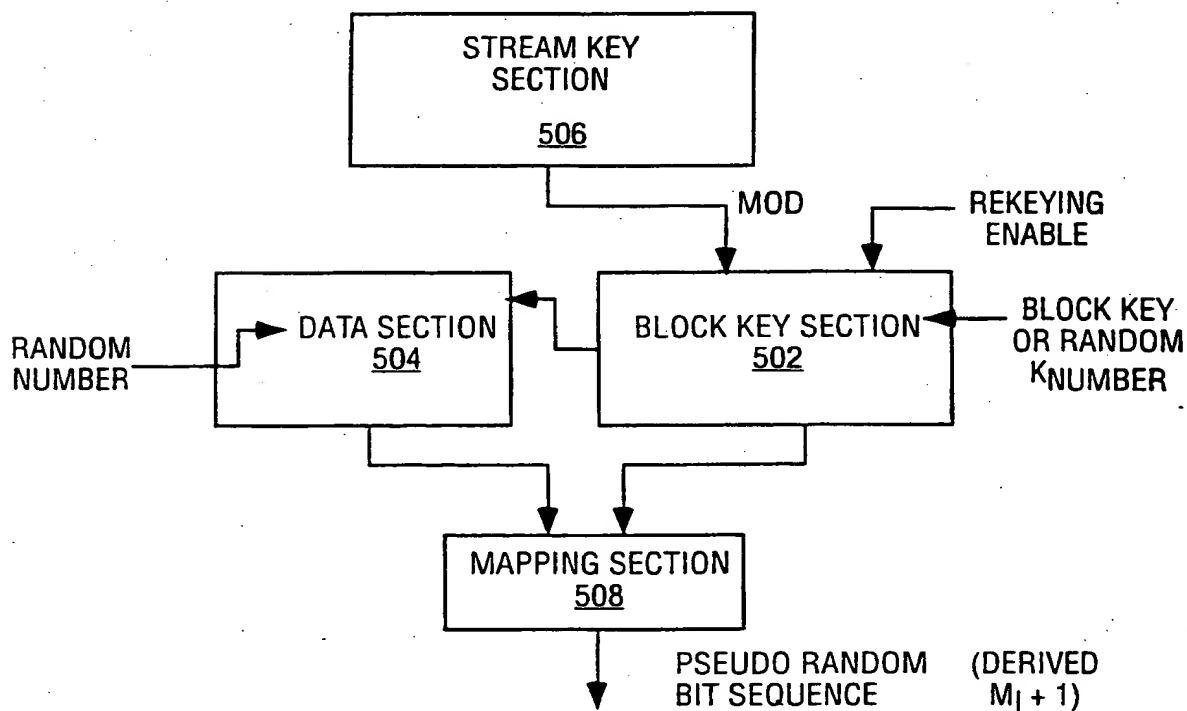 STREAM KEY
SECTION
506
MOD
REKEYING
ENABLE
RANDOM
NUMBER
DATA SECTION
504
BLOCK KEY SECTION
502
BLOCK KEY
OR RANDOM
KNUMBER
MAPPING SECTION
508
PSEUDO RANDOM
BIT SEQUENCE
(DERIVED
MI + 1)